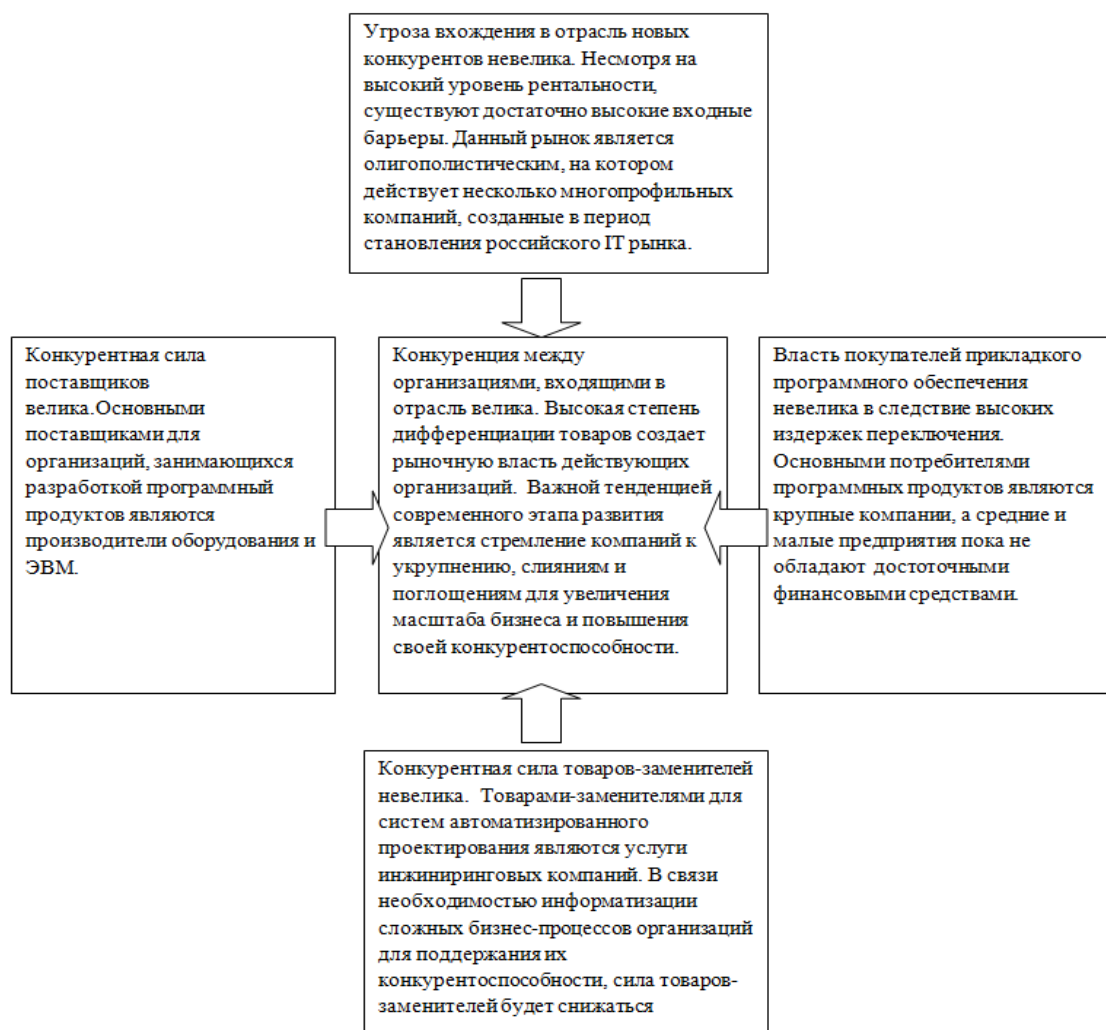 Угроза вхождения в отрасль новых
конкурентов невелика. Несмотря на
высокий уровень рентальности,
существуют достаточно высокие входные
барьеры. Данный рынок является
олигополистическим, на котором
действует несколько многопрофильных
компаний, созданные в период
становления российского IT рынка.
Конкурентная сила
поставщиков
велика.Основными
поставщиками для
организаций, занимающихся
разработкой программный
продуктов являются
производители оборудования и
ЭВМ.
Конкуренция между
организациями, входящими в
отрасль велика. Высокая степень
дифференциации товаров создает
рыночную власть действующих
организаций.  Важной тенденцией
современного этапа развития
является стремление компаний к
укрупнению, слияниям и
поглощениям для увеличения
масштаба бизнеса и повышения
своей конкурентоспособности.
Власть покупателей прикладкого
программного обеспечения
невелика в следствие высоких
издержек переключения.
Основными потребителями
программных продуктов являются
крупные компании, а средние и
малые предприятия пока не
обладают  достоточными
финансовыми средствами.
Конкурентная сила товаров-заменителей
невелика.  Товарами-заменителями для
систем автоматизированного
проектирования являются услуги
инжиниринговых компаний. В связи
необходимостью информатизации
сложных бизнес-процессов организаций
для поддержания их
конкурентоспособности, сила товаров-
заменителей будет снижаться